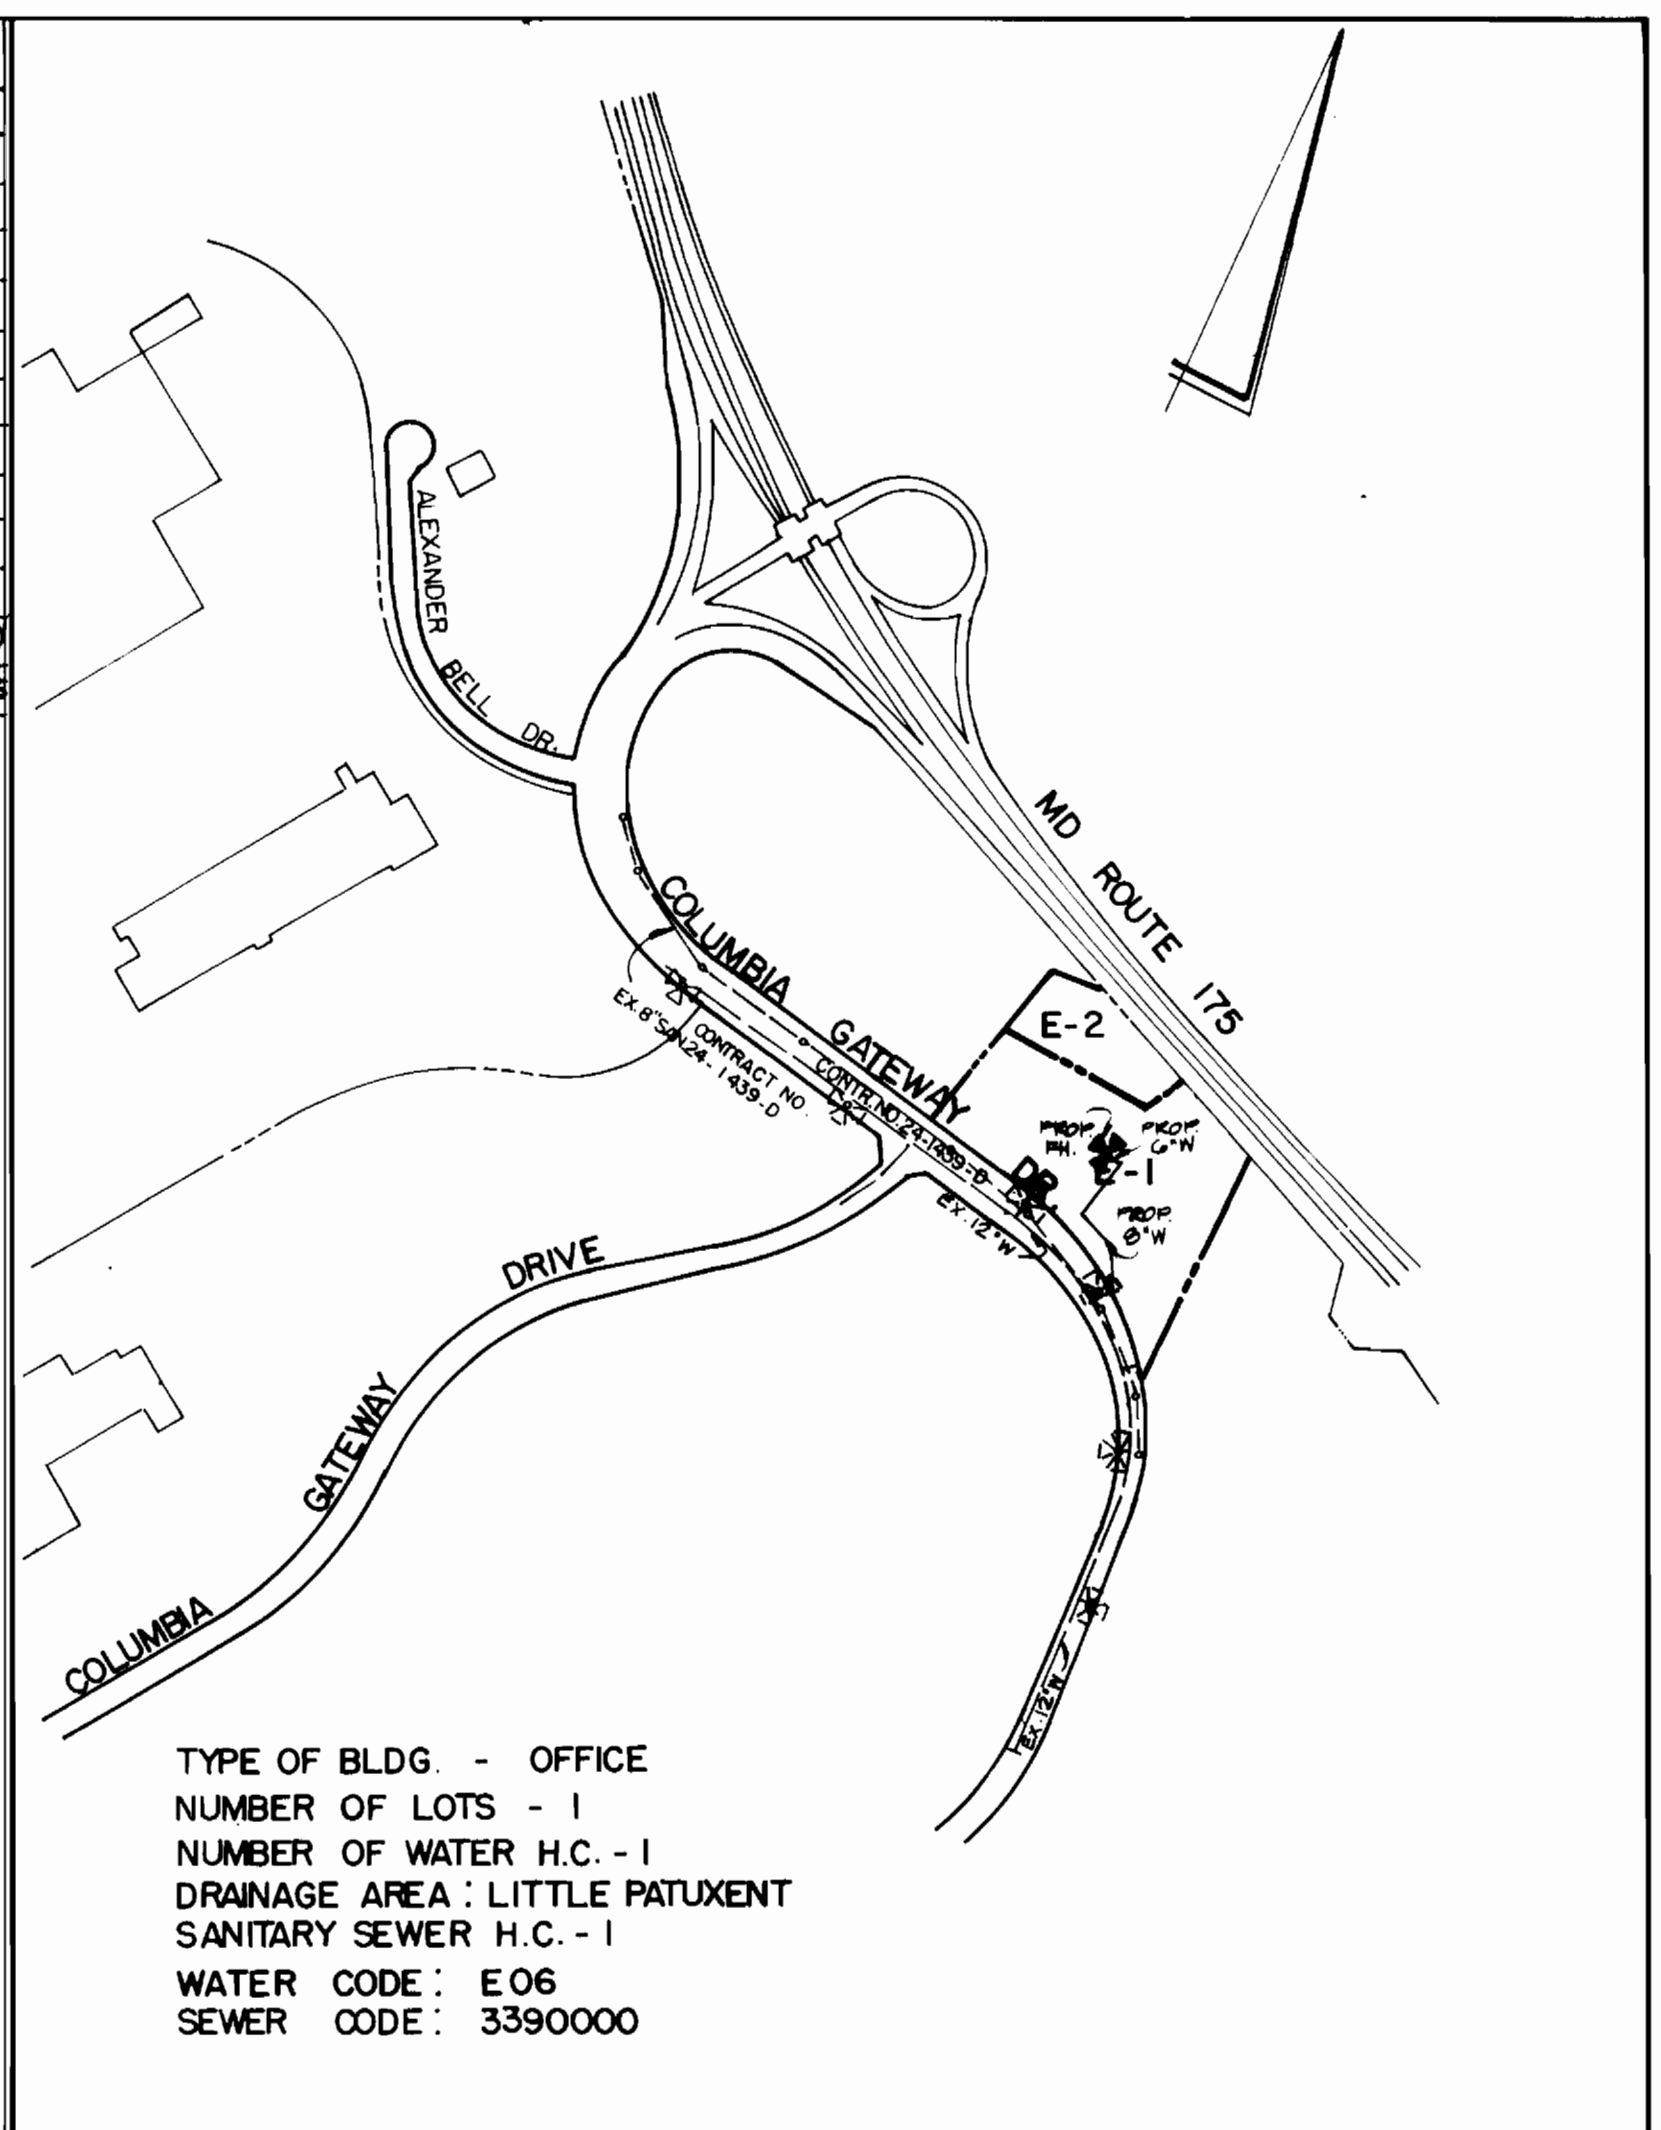 ALEXANDER
BELL
DR.
MD ROUTE 175
COLUMBIA GATEWAY DR.
EX. 8" SAN
CONTRACT NO.
24-1439-D
CONTR. NO. 24-1439-D
E-2
PROP. F.H.
PROP. 6"W
E-1
PROP. 8"W
EX. 12"W
COLUMBIA GATEWAY DRIVE
EX. 12"W
TYPE OF BLDG. - OFFICE
NUMBER OF LOTS - 1
NUMBER OF WATER H.C. - 1
DRAINAGE AREA : LITTLE PATUXENT
SANITARY SEWER H.C. - 1
WATER CODE : E06
SEWER CODE : 3390000